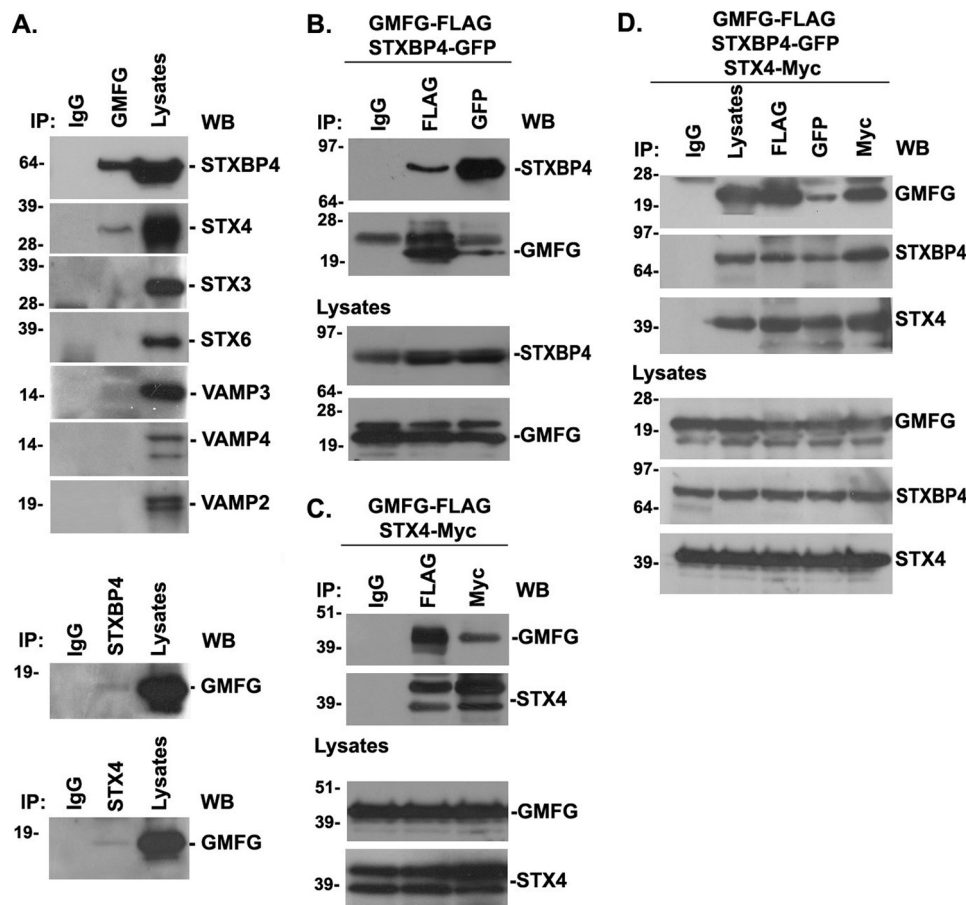 A.
IP: IgG GMFG Lysates WB
64- - STXBP4
39-
28- - STX4
39-
28- - STX3
39- - STX6
14- - VAMP3
14- - VAMP4
19- - VAMP2
IP: IgG STXBP4 Lysates WB
19- - GMFG
IP: IgG STX4 Lysates WB
19- - GMFG
B.
GMFG-FLAG
STXBP4-GFP
IP: IgG FLAG GFP WB
97-
-STXBP4
64-
28-
-GMFG
19-
Lysates
97-
-STXBP4
64-
28-
-GMFG
19-
C.
GMFG-FLAG
STX4-Myc
IP: IgG FLAG Myc WB
51-
-GMFG
39-
-STX4
39-
Lysates
51-
-GMFG
39-
39- -STX4
D.
GMFG-FLAG
STXBP4-GFP
STX4-Myc
IP: IgG Lysates FLAG GFP Myc WB
28-
GMFG
19-
97-
STXBP4
64-
39- STX4
Lysates
28-
GMFG
19-
97-
STXBP4
64-
39- STX4